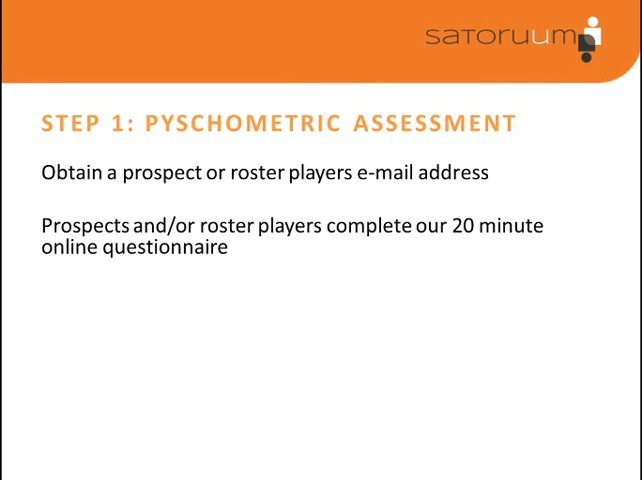 satoruum
STEP 1: PYSCHOMETRIC ASSESSMENT
Obtain a prospect or roster players e-mail address
Prospects and/or roster players complete our 20 minute
online questionnaire